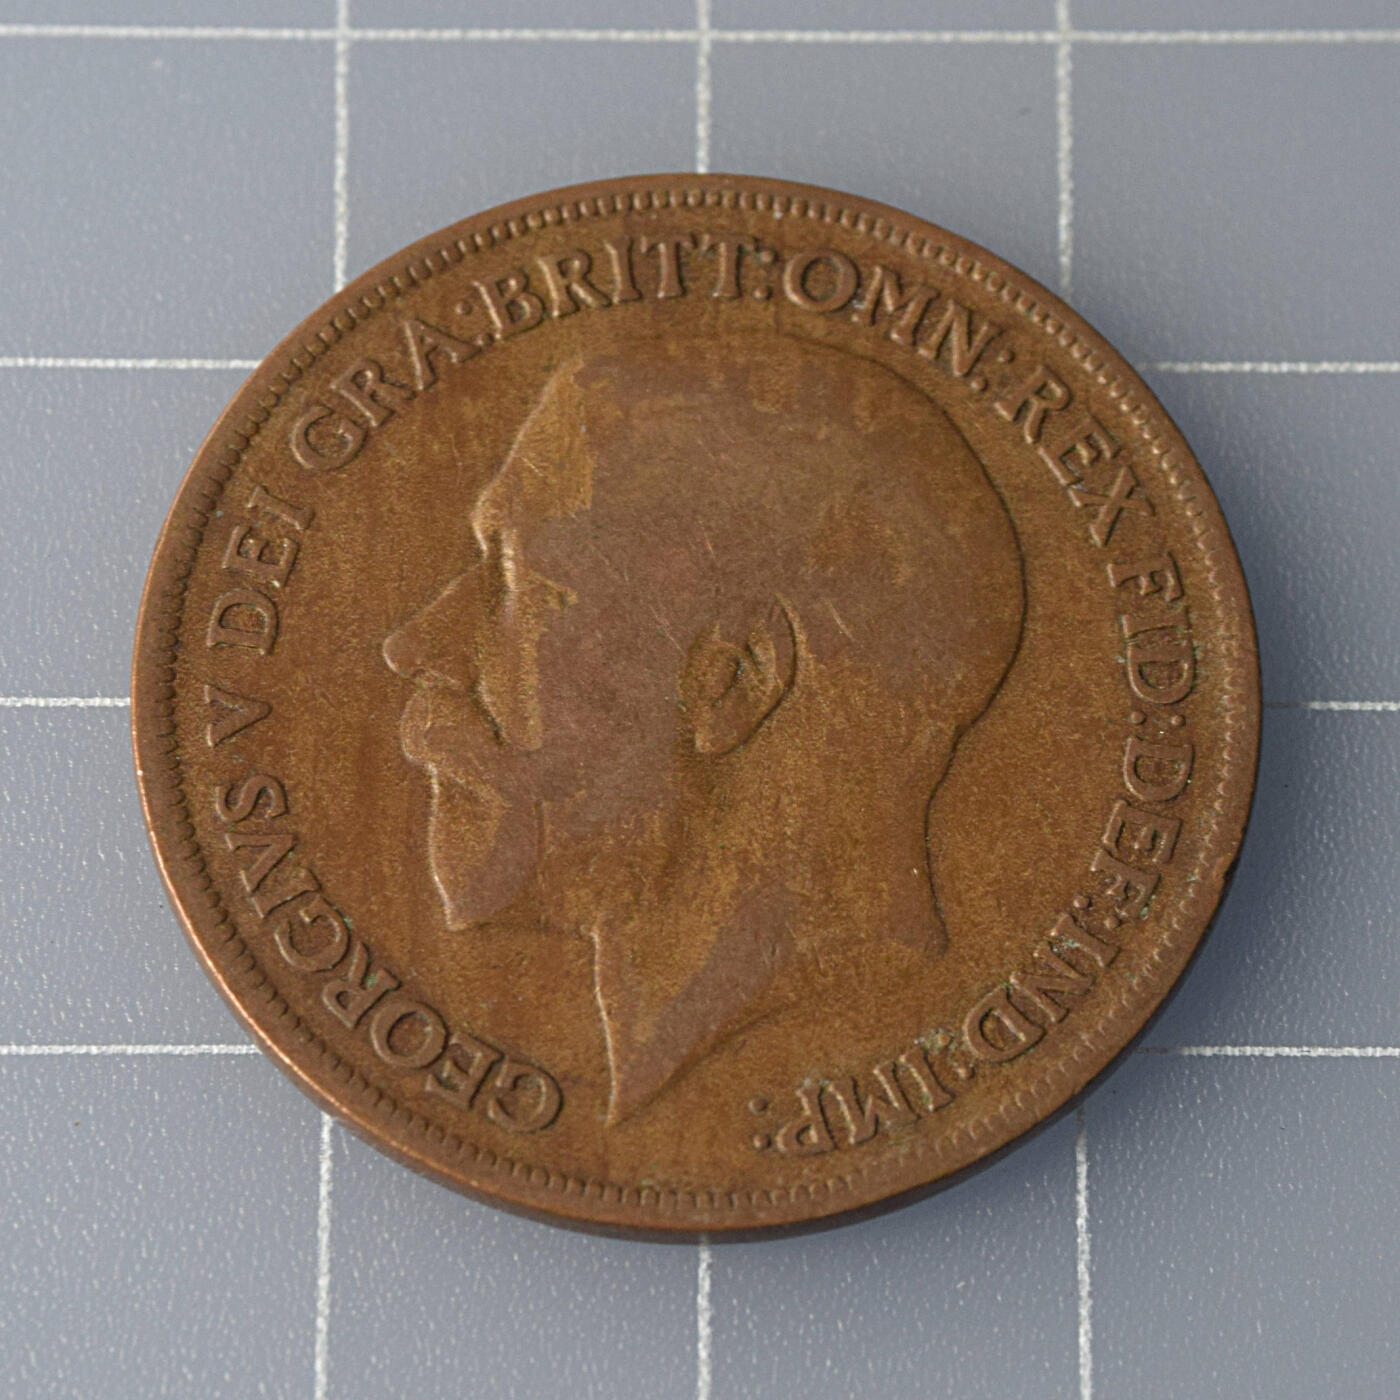 GEORGIVS V DEI GRA:BRITT:OMN:REX FID:DEF:IND:IMP: